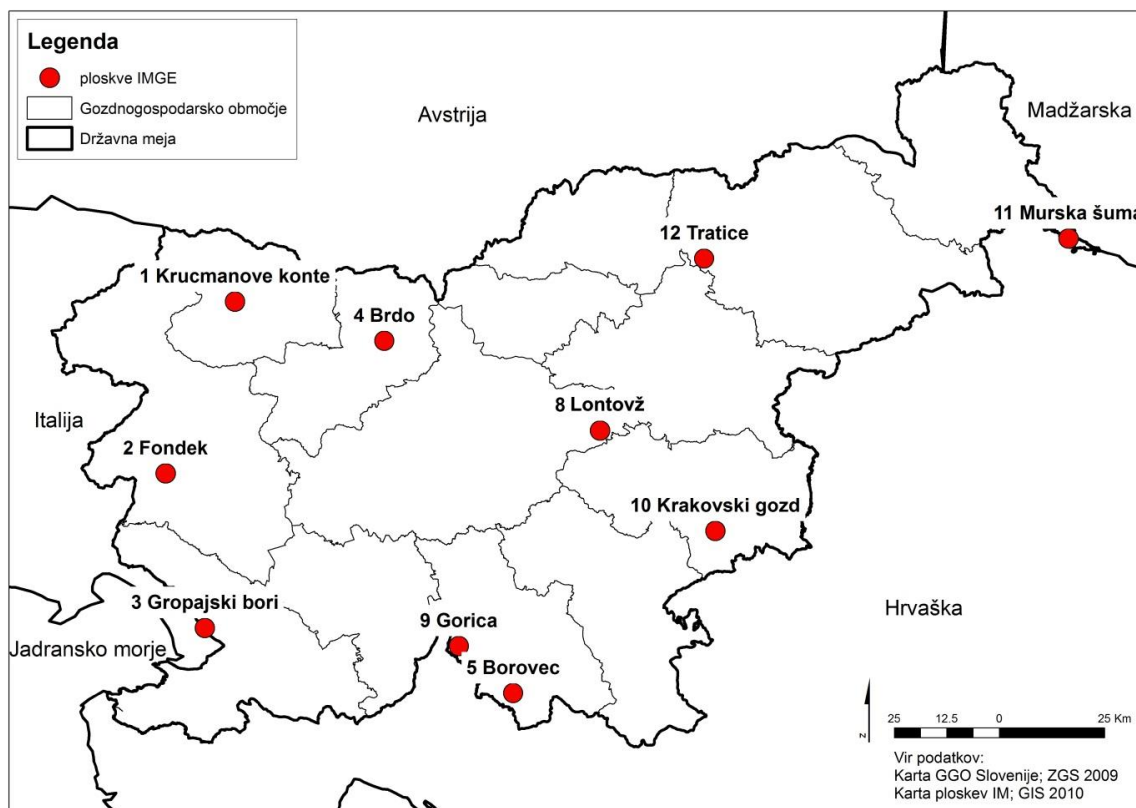 Legenda
ploskve IMGE
Gozdnogospodarsko območje
Državna meja
Avstrija
Madžarska
11 Murska šuma
12 Tratice
1 Krucmanove konte
4 Brdo
Italija
8 Lontovž
2 Fondek
10 Krakovski gozd
3 Gropajski bori
Hrvaška
9 Gorica
Jadransko morje
5 Borovec
N
25 12.5 0 25 Km
Vir podatkov:
Karta GGO Slovenije; ZGS 2009
Karta ploskev IM; GIS 2010